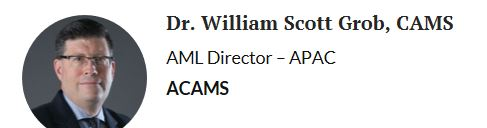 Dr. William Scott Grob, CAMS
AML Director – APAC
ACAMS